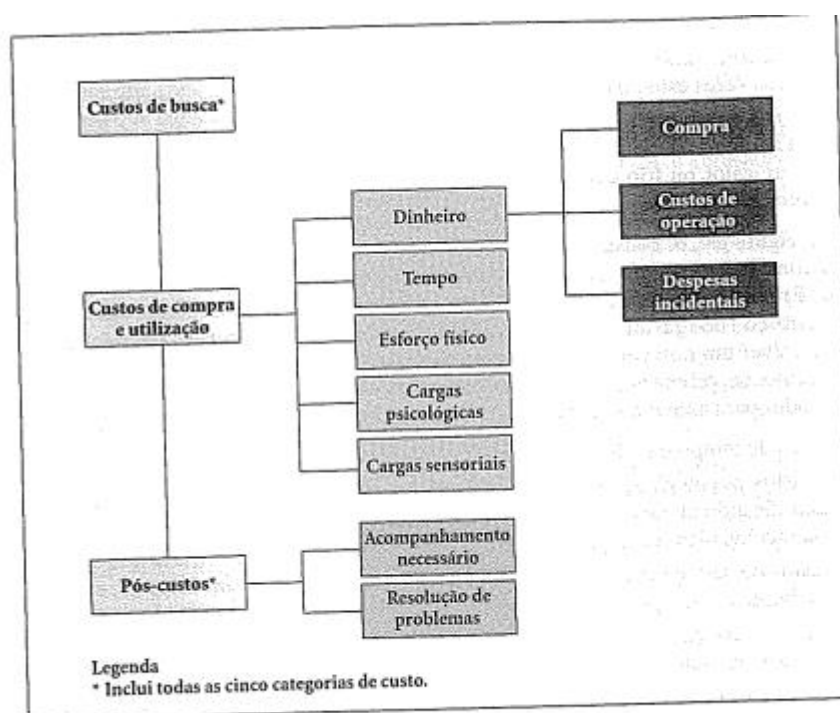 Custos de busca*
Compra
Dinheiro
Custos de
operação
Tempo
Despesas
incidentais
Custos de compra
e utilização
Esforço físico
Cargas
psicológicas
Cargas sensoriais
Acompanhamento
necessário
Pós-custos*
Resolução de
problemas
Legenda
* Inclui todas as cinco categorias de custo.